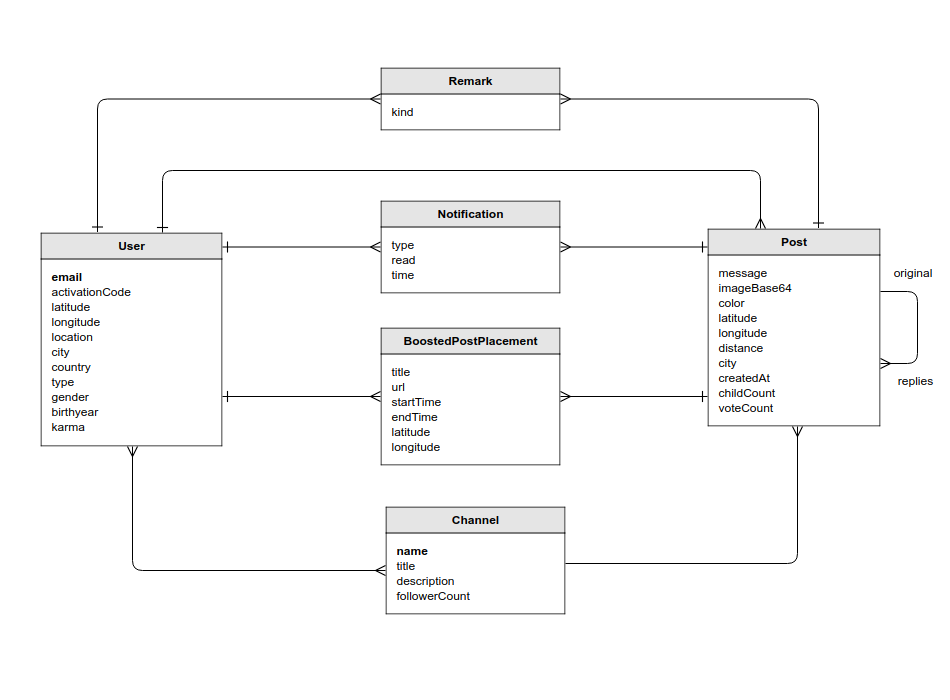 Remark
kind
Notification
type
read
time
User
email
activationCode
latitude
longitude
location
city
country
type
gender
birthyear
karma
Post
message
imageBase64
color
latitude
longitude
distance
city
createdAt
childCount
voteCount
original
replies
BoostedPostPlacement
title
url
startTime
endTime
latitude
longitude
Channel
name
title
description
followerCount